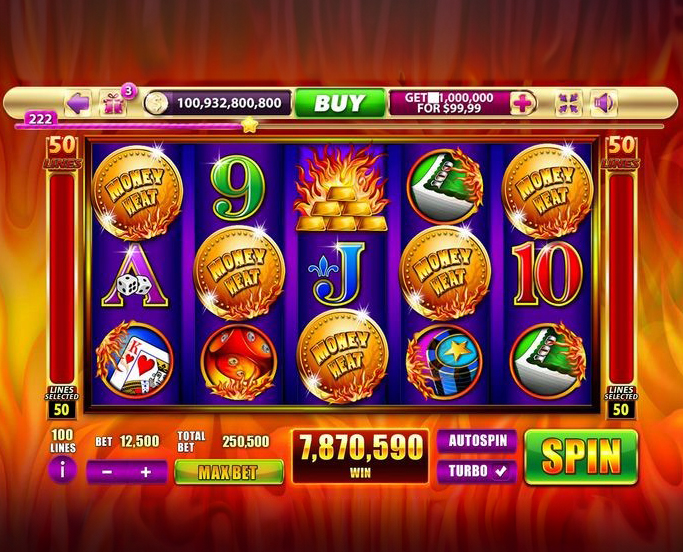 3
100,932,800,800
BUY
GET 1,000,000
FOR $99,99
222
50
LINES
50
LINES
MONEY
HEAT
9
MONEY
HEAT
A
MONEY
HEAT
J
MONEY
HEAT
10
K
MONEY
HEAT
LINES
SELECTED
50
LINES
SELECTED
50
100
LINES
BET 12,500
TOTAL
BET
250,500
7,870,590
WIN
AUTOSPIN
SPIN
i
-
+
MAX BET
TURBO